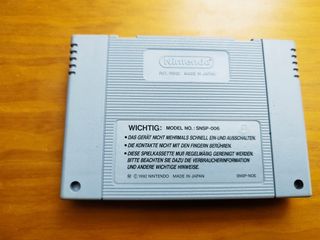 Nintendo
PAT. PEND. MADE IN JAPAN
WICHTIG: MODEL NO.: SNSP-006
• DAS GERÄT NICHT MEHRMALS SCHNELL EIN-UND AUSSCHALTEN.
• DIE KONTAKTE NICHT MIT DEN FINGERN BERÜHREN.
• DIESE SPIELKASSETTE MUß REGELMÄßIG GEREINIGT WERDEN.
BITTE BEACHTEN SIE DAZU DIE VERBRAUCHERINFORMATION
UND ANDERE WICHTIGE HINWEISE.
© 1992 NINTENDO MADE IN JAPAN SNSP-NOE